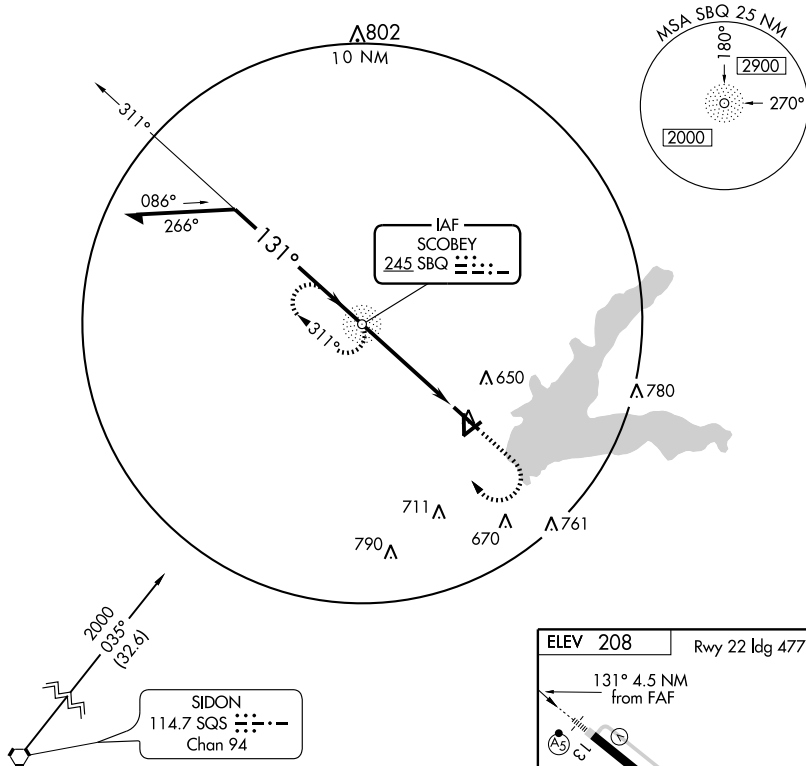 802
10 NM
MSA SBQ 25 NM
180°
2900
270°
2000
311°
086°
266°
131°
IAF
SCOBEY
245 SBQ
311°
650
780
711
670
761
790
2000
035°
(32.6)
SIDON
114.7 SQS
Chan 94
ELEV 208
Rwy 22 ldg 477
131° 4.5 NM
from FAF
A5
13
V